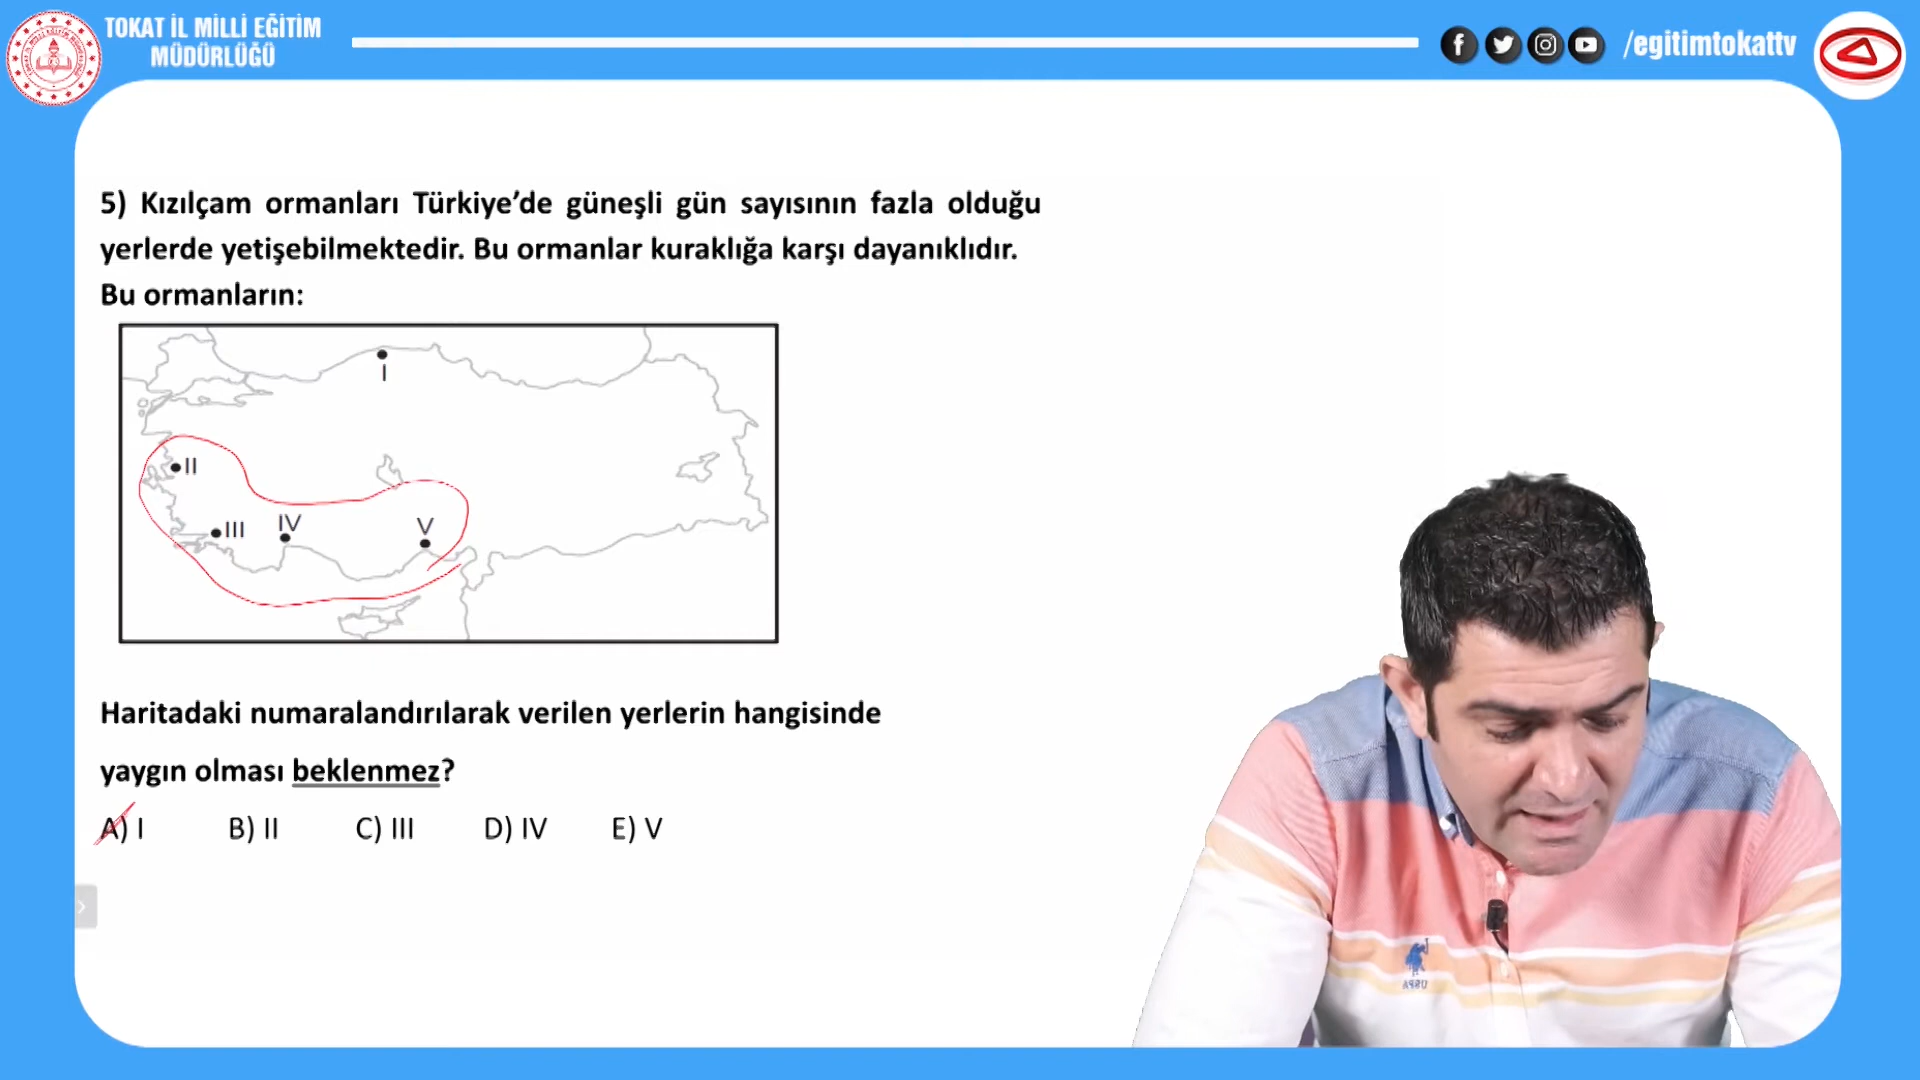 TOKAT İL MİLLİ EĞİTİM
MÜDÜRLÜĞÜ
/egitimtokattv
5) Kızılçam ormanları Türkiye'de güneşli gün sayısının fazla olduğu
yerlerde yetişebilmektedir. Bu ormanlar kuraklığa karşı dayanıklıdır.
Bu ormanların:
I
II
III
IV
V
Haritadaki numaralandırılarak verilen yerlerin hangisinde
yaygın olması beklenmez?
A) I B) II C) III D) IV E) V